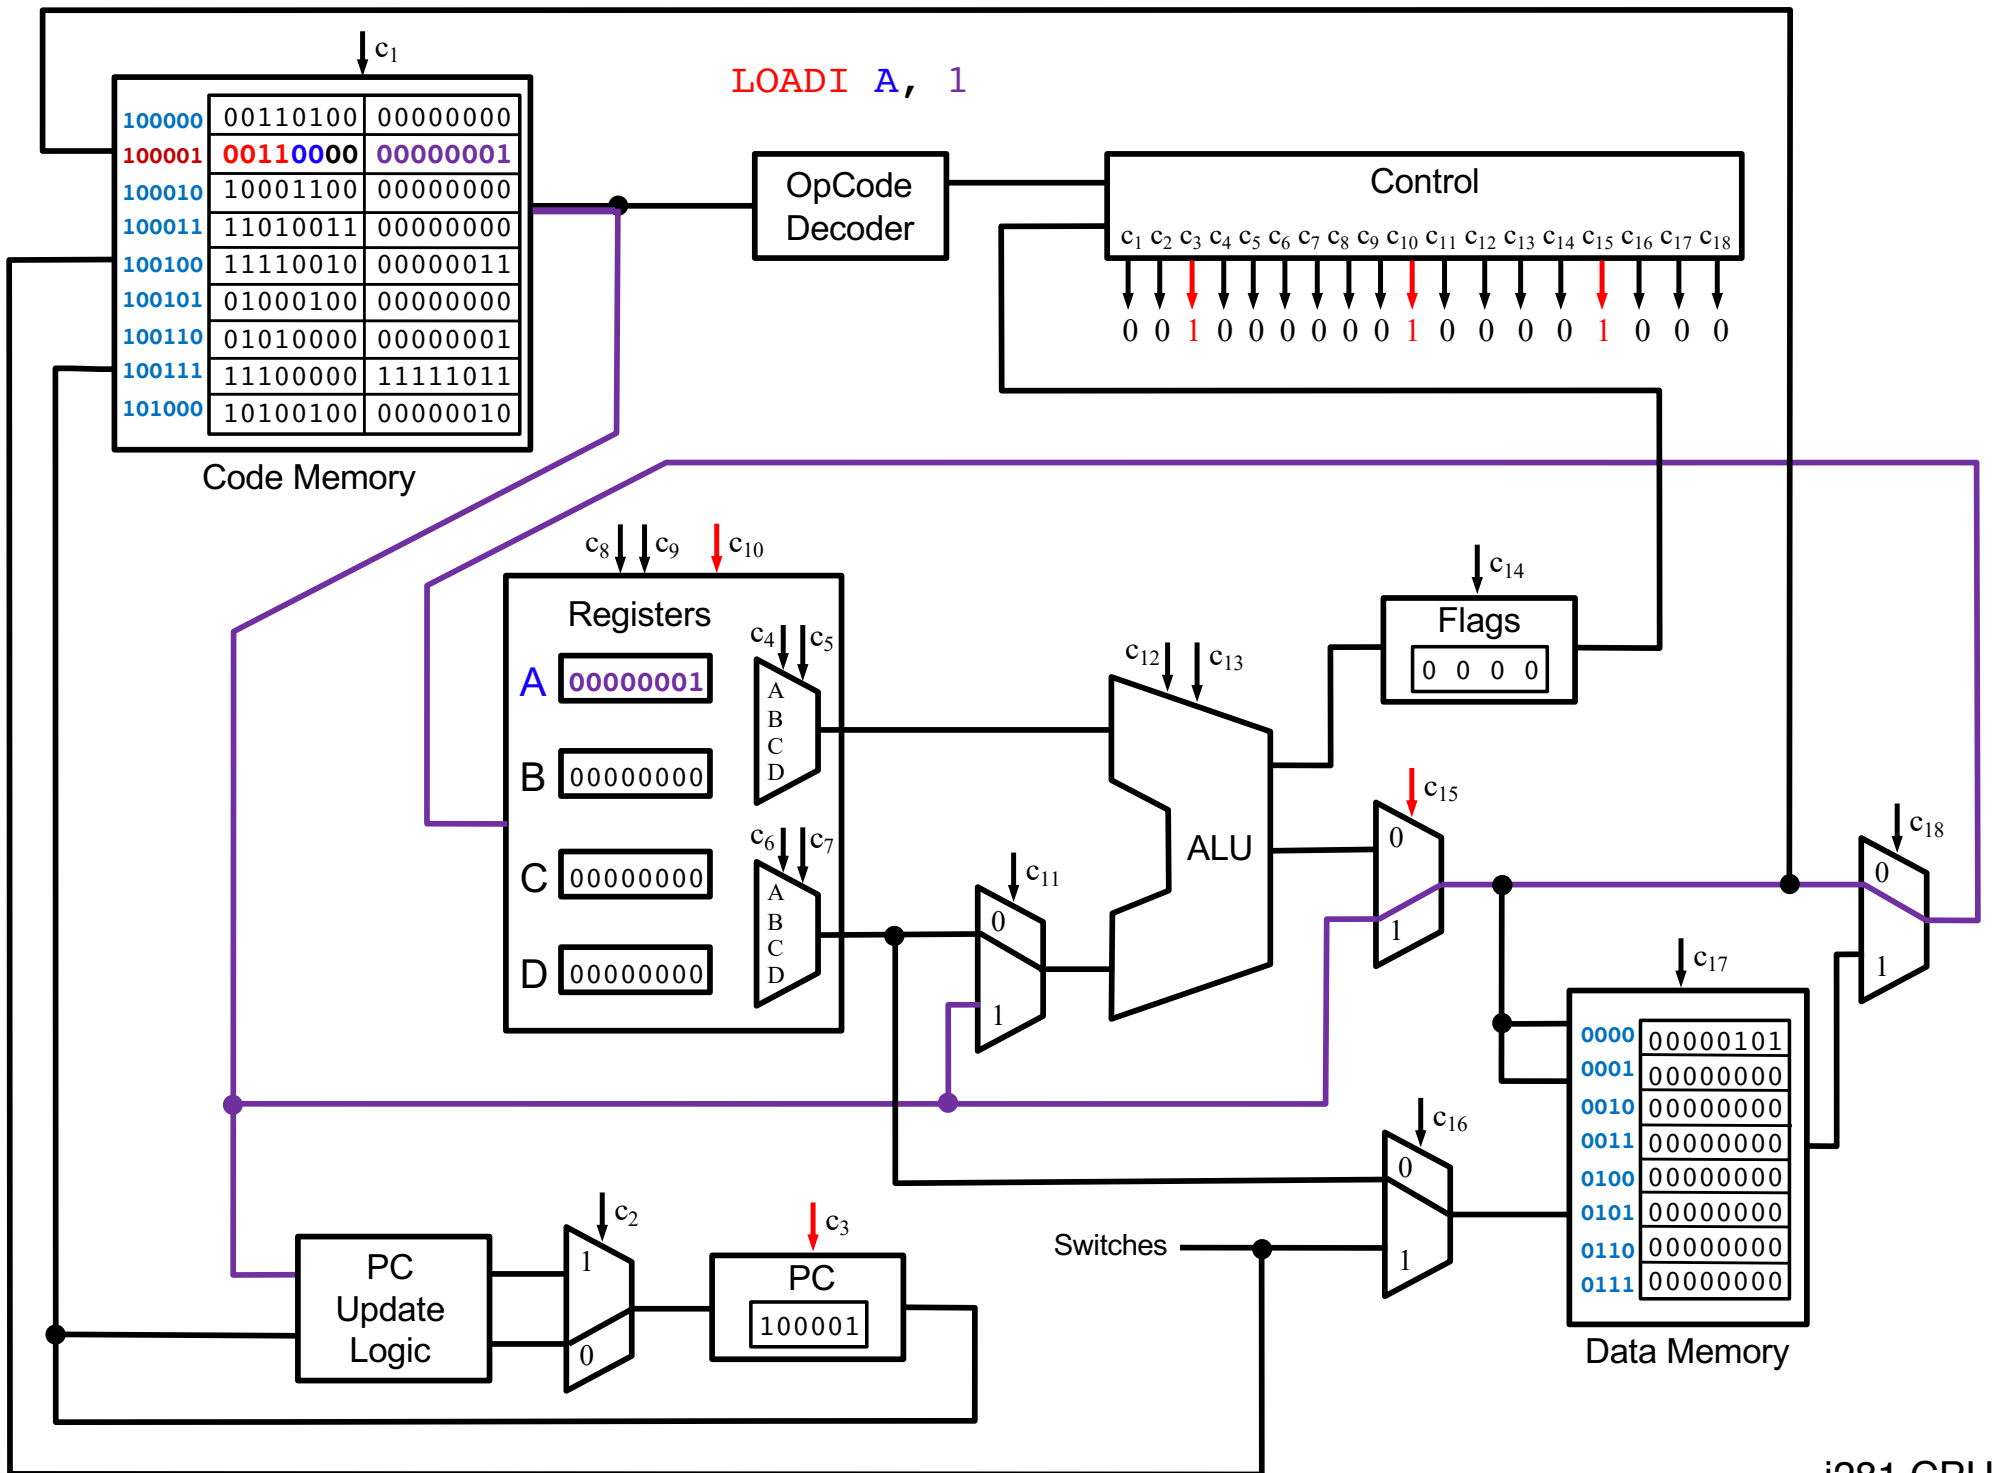 c1
LOADI A, 1
100000 00110100 00000000
100001 00110000 00000001
100010 10001100 00000000
100011 11010011 00000000
100100 11110010 00000011
100101 01000100 00000000
100110 01010000 00000001
100111 11100000 11111011
101000 10100100 00000010
Code Memory
OpCode
Decoder
Control
c1 c2 c3 c4 c5 c6 c7 c8 c9 c10 c11 c12 c13 c14 c15 c16 c17 c18
0 0 1 0 0 0 0 0 0 1 0 0 0 0 1 0 0 0
c8 c9 c10
Registers
A 00000001
B 00000000
C 00000000
D 00000000
c4 c5
A
B
C
D
c6 c7
A
B
C
D
c11
0
1
c12 c13
ALU
c14
Flags
0 0 0 0
c15
0
1
c18
0
1
c17
0000 00000101
0001 00000000
0010 00000000
0011 00000000
0100 00000000
0101 00000000
0110 00000000
0111 00000000
Data Memory
c16
0
1
Switches
PC
Update
Logic
c2
1
0
c3
PC
100001
i281 CPU